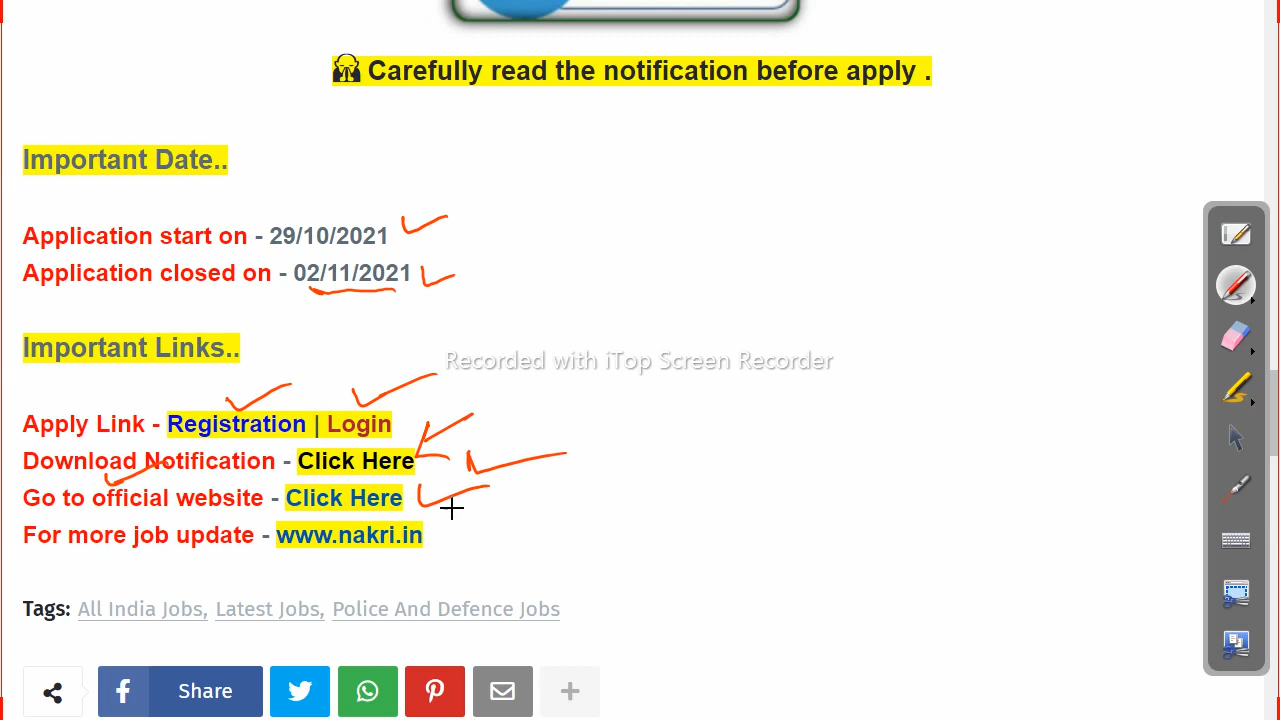 Carefully read the notification before apply .
Important Date..
Application start on - 29/10/2021
Application closed on - 02/11/2021
Important Links..
Recorded with iTop Screen Recorder
Apply Link - Registration | Login
Download Notification - Click Here
Go to official website - Click Here
For more job update - www.nakri.in
Tags: All India Jobs, Latest Jobs, Police And Defence Jobs
Share